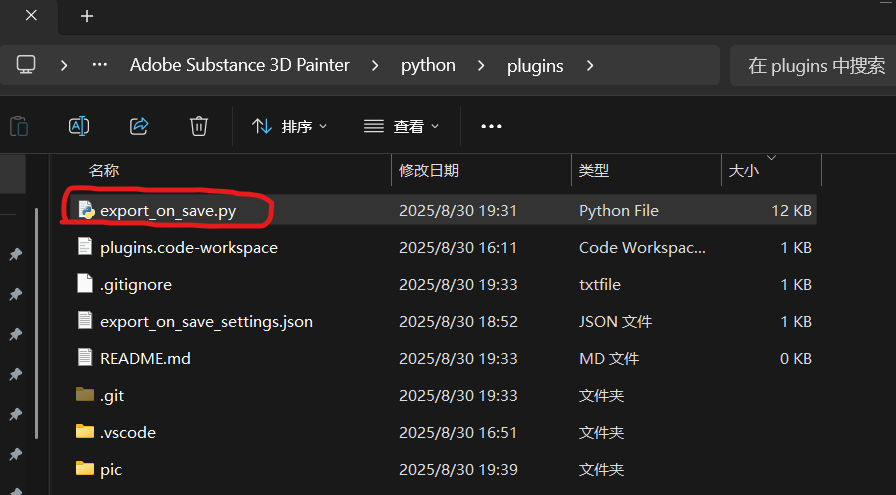 Adobe Substance 3D Painter > python > plugins >
在 plugins 中搜索
排序 查看
名称 修改日期 类型 大小
export_on_save.py 2025/8/30 19:31 Python File 12 KB
plugins.code-workspace 2025/8/30 16:11 Code Workspac... 1 KB
.gitignore 2025/8/30 19:33 txtfile 1 KB
export_on_save_settings.json 2025/8/30 18:52 JSON 文件 1 KB
README.md 2025/8/30 19:33 MD 文件 0 KB
.git 2025/8/30 19:33 文件夹
.vscode 2025/8/30 16:51 文件夹
pic 2025/8/30 19:39 文件夹